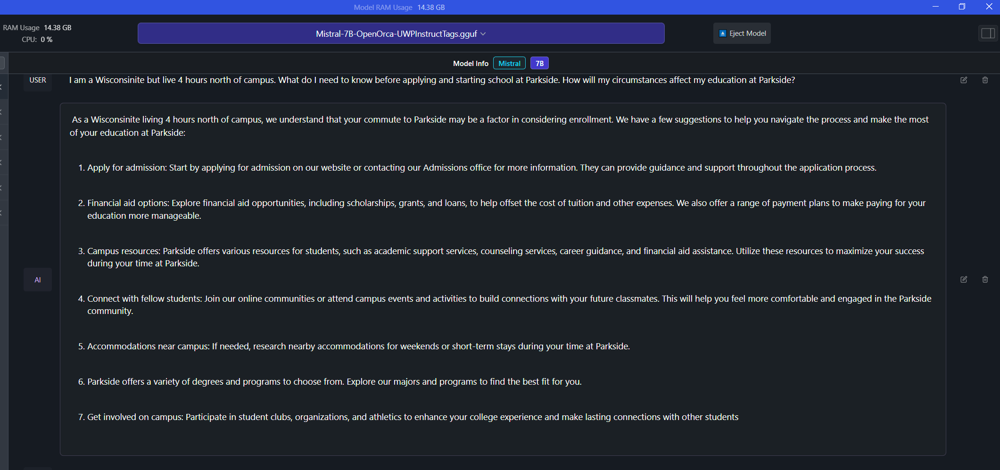 Model RAM Usage 14.38 GB
RAM Usage 14.38 GB
CPU: 0 %
Mistral-7B-OpenOrca-UWPInstructTags.gguf
Eject Model
Model Info Mistral 7B
USER
I am a Wisconsinite but live 4 hours north of campus. What do I need to know before applying and starting school at Parkside. How will my circumstances affect my education at Parkside?
As a Wisconsinite living 4 hours north of campus, we understand that your commute to Parkside may be a factor in considering enrollment. We have a few suggestions to help you navigate the process and make the most
of your education at Parkside:
1. Apply for admission: Start by applying for admission on our website or contacting our Admissions office for more information. They can provide guidance and support throughout the application process.
2. Financial aid options: Explore financial aid opportunities, including scholarships, grants, and loans, to help offset the cost of tuition and other expenses. We also offer a range of payment plans to make paying for your
education more manageable.
3. Campus resources: Parkside offers various resources for students, such as academic support services, counseling services, career guidance, and financial aid assistance. Utilize these resources to maximize your success
during your time at Parkside.
AI
4. Connect with fellow students: Join our online communities or attend campus events and activities to build connections with your future classmates. This will help you feel more comfortable and engaged in the Parkside
community.
5. Accommodations near campus: If needed, research nearby accommodations for weekends or short-term stays during your time at Parkside.
6. Parkside offers a variety of degrees and programs to choose from. Explore our majors and programs to find the best fit for you.
7. Get involved on campus: Participate in student clubs, organizations, and athletics to enhance your college experience and make lasting connections with other students